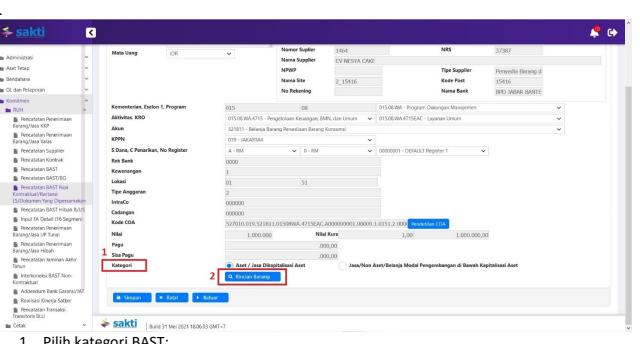 sakti
Administrasi
Aset Tetap
Bendahara
GL dan Pelaporan
Komitmen
RUH
Pencatatan Penerimaan
Barang/Jasa KKP
Pencatatan Penerimaan
Barang/Jasa Valas
Pencatatan Supplier
Pencatatan Kontrak
Pencatatan BAST
Pencatatan BAST/BG
Pencatatan BAST Non
Kontraktual/Kwitansi
LS/Dokumen Yang Dipersamakan
Pencatatan BAST Hibah B/J/S
Input FA Detail (16 Segmen)
Pencatatan Penerimaan
Barang/Jasa UP Tunai
Pencatatan Penerimaan
Barang/Jasa Hibah
Pencatatan Jaminan Akhir
Tahun
Interkoneksi BAST Non-
Kontraktual
Addendum Bank Garansi/JAT
Realisasi Kinerja Satker
Pencatatan Transaksi
Transitoris BLU
Cetak
Mata Uang IDR
Nomor Suplier 1464 NRS 37387
Nama Supplier CV NESYA CAKE
NPWP Tipe Supplier Penyedia Barang d
Nama Site 2_15416 Kode Post 15416
No Rekening Nama Bank BPD JABAR BANTE
Kementerian, Eselon 1, Program 015 08 015.08.WA - Program Dukungan Manajemen
Aktivitas. KRO 015.08.WA.4715 - Pengelolaan Keuangan, BMN, dan Umum 015.08.WA.4715EAC - Layanan Umum
Akun 521811 - Belanja Barang Persediaan Barang Konsumsi
KPPN 019 - JAKARTA II
S Dana, C Penarikan, No Register A - RM 0 - RM 00000001 - DEFAULT Register 1
Rek Bank 0000
Kewenangan 1
Lokasi 01 51
Tipe Anggaran 2
IntraCo 000000
Cadangan 000000
Kode COA 527010.019.521811.01508WA.4715EAC.A000000001.00000.1.0151.2.0000 Pendetilan COA
Nilai 1.000.000 Nilai Kurs 1,00 1.000.000,00
Pagu .000,00
Sisa Pagu .000,00
1
Kategori Aset / Jasa Dikapitalisasi Aset Jasa/Non Aset/Belanja Modal Pengembangan di Bawah Kapitalisasi Aset
2 Rincian Barang
Simpan Batal Keluar
sakti Build 31 Mei 2021 18:06:03 GMT+7
1. Pilih kategori BAST: